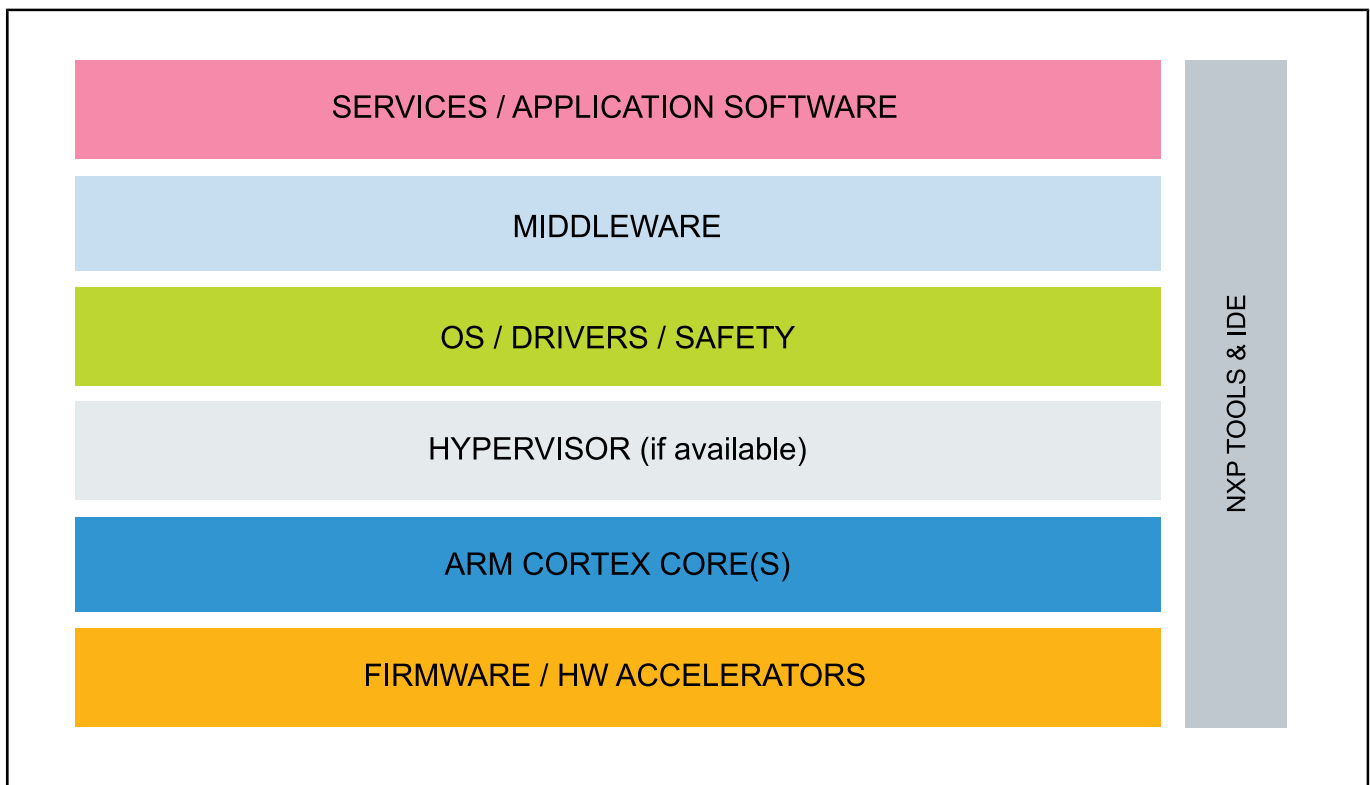 SERVICES / APPLICATION SOFTWARE
MIDDLEWARE
OS / DRIVERS / SAFETY
HYPERVISOR (if available)
ARM CORTEX CORE(S)
FIRMWARE / HW ACCELERATORS
NXP TOOLS & IDE